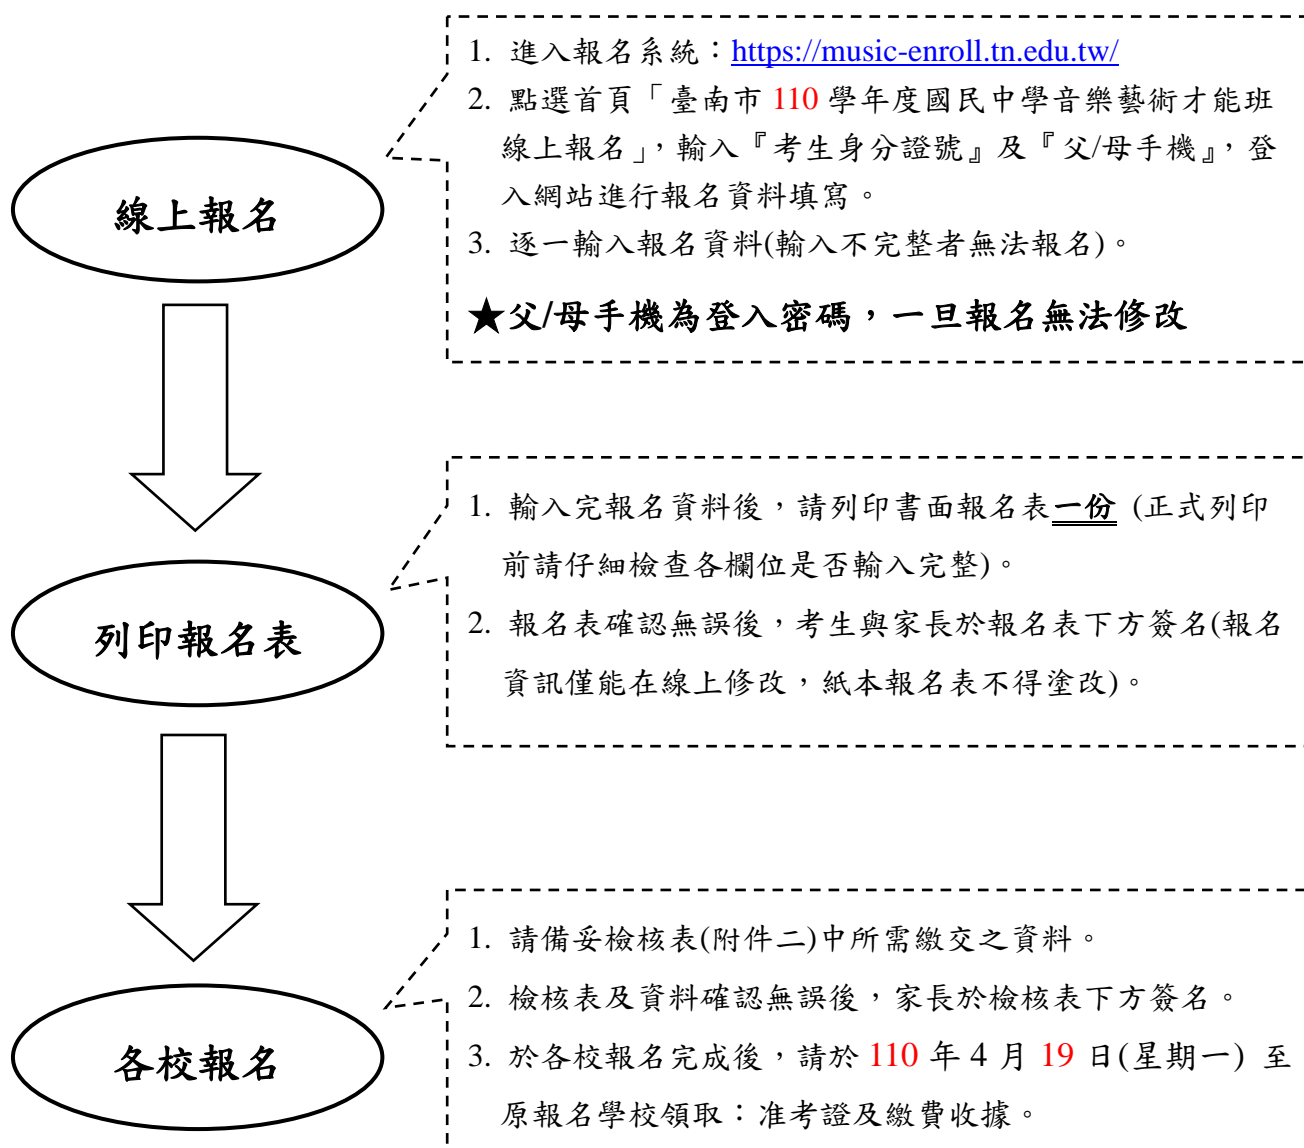 線上報名
1. 進入報名系統：https://music-enroll.tn.edu.tw/
2. 點選首頁「臺南市 110 學年度國民中學音樂藝術才能班
線上報名」，輸入『考生身分證號』及『父/母手機』，登
入網站進行報名資料填寫。
3. 逐一輸入報名資料(輸入不完整者無法報名)。
★父/母手機為登入密碼，一旦報名無法修改
列印報名表
1. 輸入完報名資料後，請列印書面報名表一份 (正式列印
前請仔細檢查各欄位是否輸入完整)。
2. 報名表確認無誤後，考生與家長於報名表下方簽名(報名
資訊僅能在線上修改，紙本報名表不得塗改)。
各校報名
1. 請備妥檢核表(附件二)中所需繳交之資料。
2. 檢核表及資料確認無誤後，家長於檢核表下方簽名。
3. 於各校報名完成後，請於 110 年 4 月 19 日(星期一) 至
原報名學校領取：准考證及繳費收據。